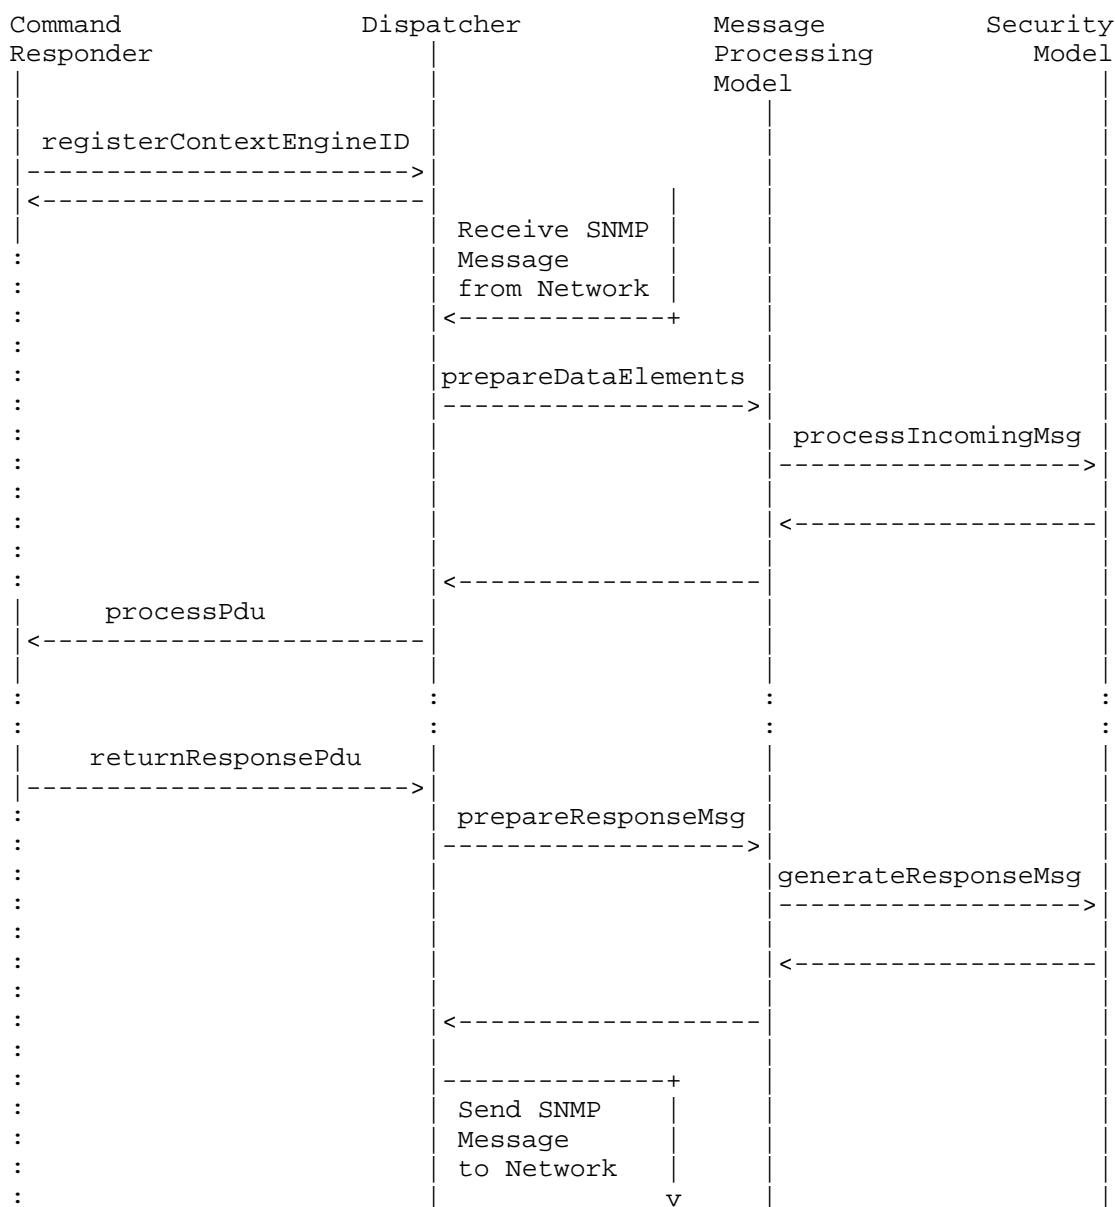 Command Dispatcher Message Security
Responder Processing Model
Model
registerContextEngineID
Receive SNMP
Message
from Network
prepareDataElements
processIncomingMsg
processPdu
returnResponsePdu
prepareResponseMsg
generateResponseMsg
Send SNMP
Message
to Network